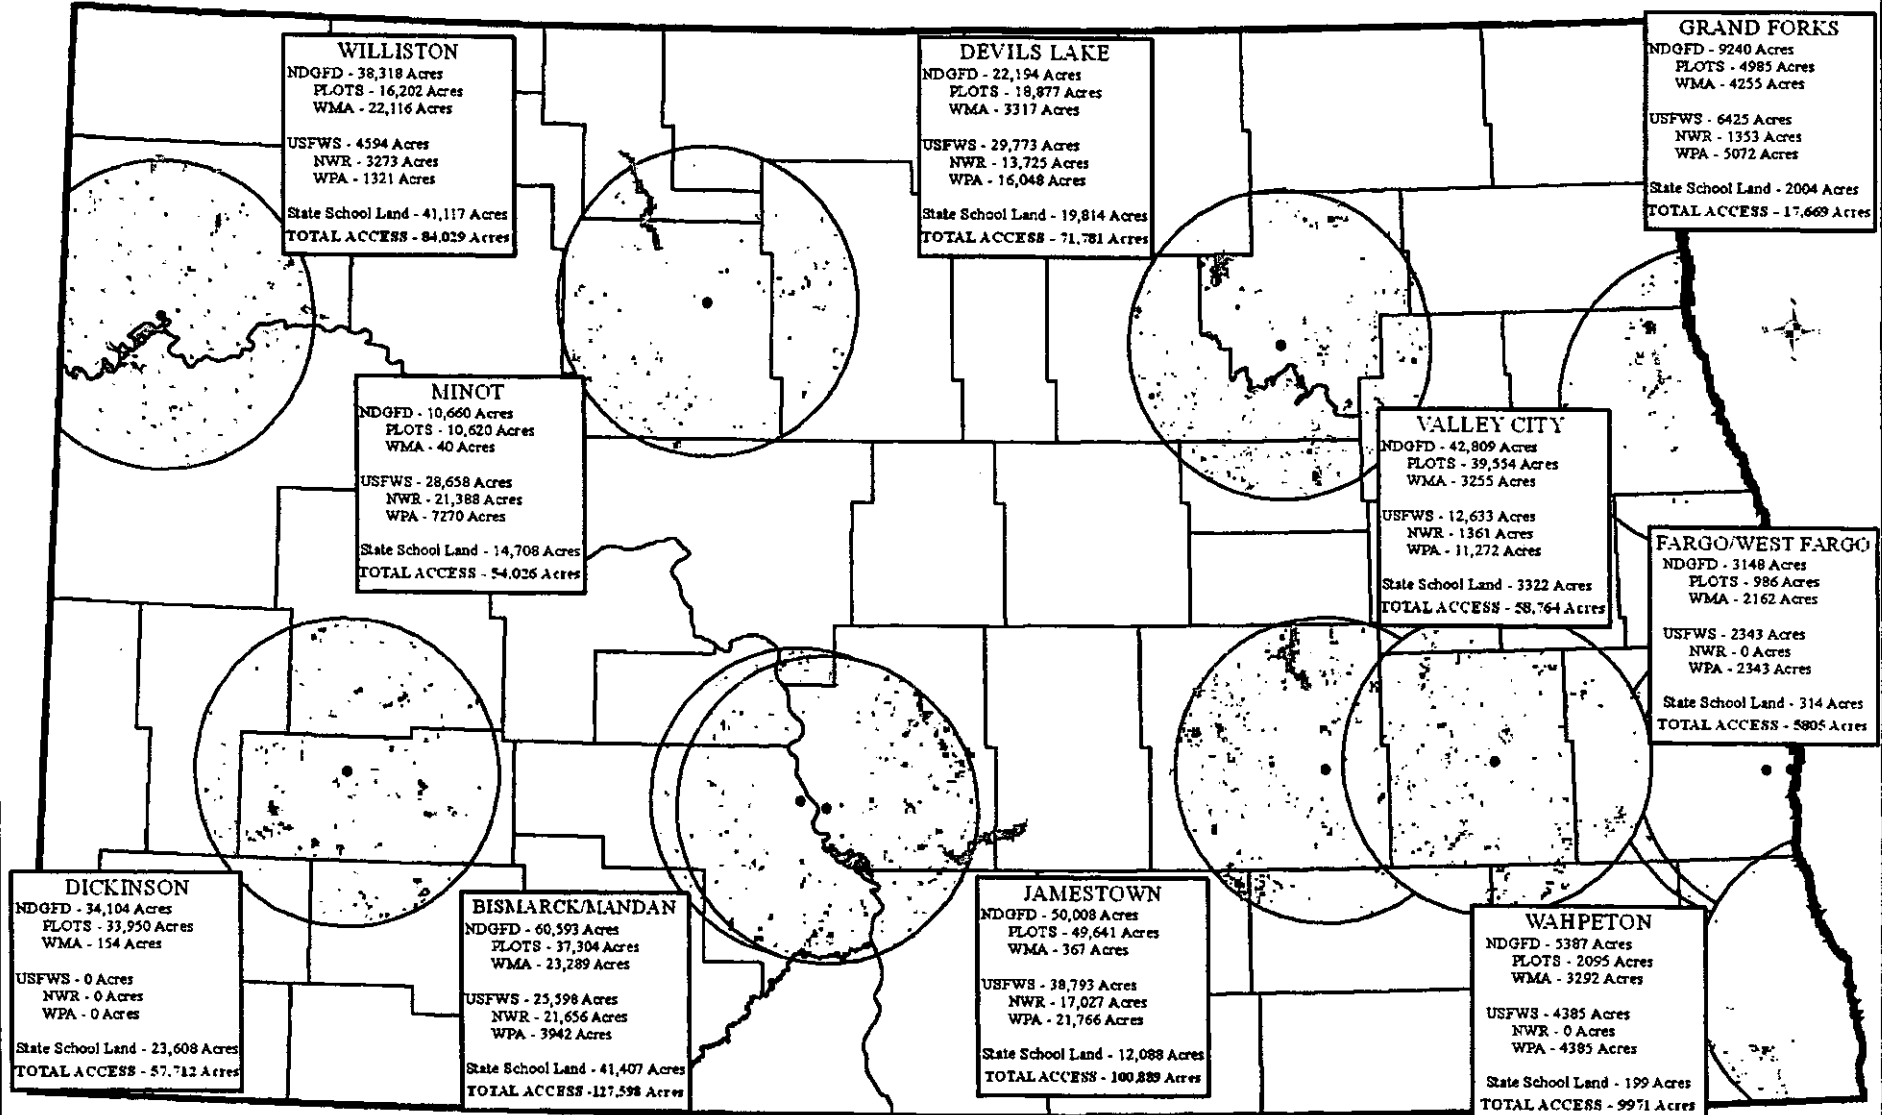 WILLISTON
NDGFD - 38,318 Acres
PLOTS - 16,202 Acres
WMA - 22,116 Acres
USFWS - 4594 Acres
NWR - 3273 Acres
WPA - 1321 Acres
State School Land - 41,117 Acres
TOTAL ACCESS - 84,029 Acres
DEVILS LAKE
NDGFD - 22,194 Acres
PLOTS - 18,877 Acres
WMA - 3317 Acres
USFWS - 29,773 Acres
NWR - 13,725 Acres
WPA - 16,048 Acres
State School Land - 19,814 Acres
TOTAL ACCESS - 71,781 Acres
GRAND FORKS
NDGFD - 9240 Acres
PLOTS - 4985 Acres
WMA - 4255 Acres
USFWS - 6425 Acres
NWR - 1353 Acres
WPA - 5072 Acres
State School Land - 2004 Acres
TOTAL ACCESS - 17,669 Acres
MINOT
NDGFD - 10,660 Acres
PLOTS - 10,620 Acres
WMA - 40 Acres
USFWS - 28,658 Acres
NWR - 21,388 Acres
WPA - 7270 Acres
State School Land - 14,708 Acres
TOTAL ACCESS - 54,026 Acres
VALLEY CITY
NDGFD - 42,809 Acres
PLOTS - 39,554 Acres
WMA - 3255 Acres
USFWS - 12,633 Acres
NWR - 1361 Acres
WPA - 11,272 Acres
State School Land - 3322 Acres
TOTAL ACCESS - 58,764 Acres
FARGO/WEST FARGO
NDGFD - 3148 Acres
PLOTS - 986 Acres
WMA - 2162 Acres
USFWS - 2343 Acres
NWR - 0 Acres
WPA - 2343 Acres
State School Land - 314 Acres
TOTAL ACCESS - 5805 Acres
DICKINSON
NDGFD - 34,104 Acres
PLOTS - 33,950 Acres
WMA - 154 Acres
USFWS - 0 Acres
NWR - 0 Acres
WPA - 0 Acres
State School Land - 23,608 Acres
TOTAL ACCESS - 57,712 Acres
BISMARCK/MANDAN
NDGFD - 60,593 Acres
PLOTS - 37,304 Acres
WMA - 23,289 Acres
USFWS - 25,598 Acres
NWR - 21,656 Acres
WPA - 3942 Acres
State School Land - 41,407 Acres
TOTAL ACCESS - 127,598 Acres
JAMESTOWN
NDGFD - 50,008 Acres
PLOTS - 49,641 Acres
WMA - 367 Acres
USFWS - 38,793 Acres
NWR - 17,027 Acres
WPA - 21,766 Acres
State School Land - 12,088 Acres
TOTAL ACCESS - 100,889 Acres
WAHPETON
NDGFD - 5387 Acres
PLOTS - 2095 Acres
WMA - 3292 Acres
USFWS - 4385 Acres
NWR - 0 Acres
WPA - 4385 Acres
State School Land - 199 Acres
TOTAL ACCESS - 9971 Acres